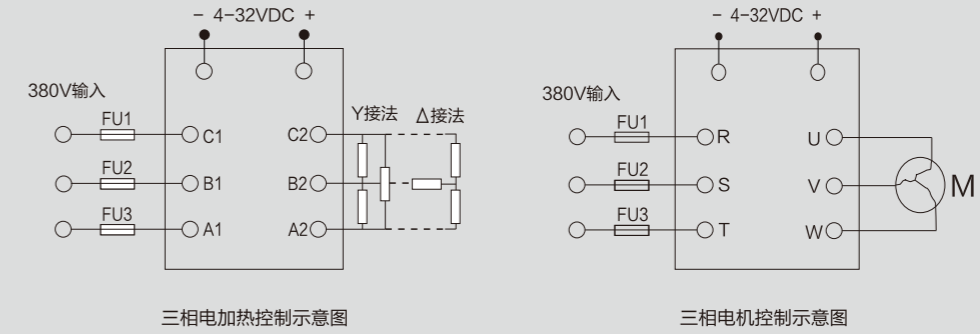 − 4−32VDC +
380V输入
FU1
C1
C2
Y接法
Δ接法
FU2
B1
B2
FU3
A1
A2
三相电加热控制示意图
− 4−32VDC +
380V输入
FU1
R
U
FU2
S
V
M
FU3
T
W
三相电机控制示意图